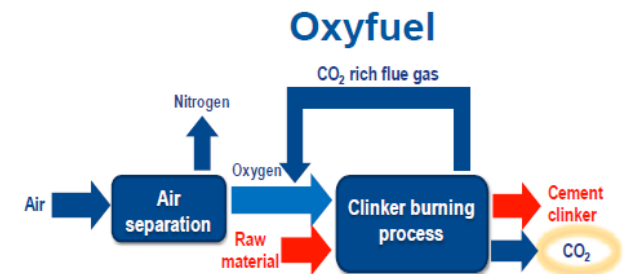 Oxyfuel
CO₂ rich flue gas
Nitrogen
Oxygen
Air
Air
separation
Clinker burning
process
Raw
material
Cement
clinker
CO₂